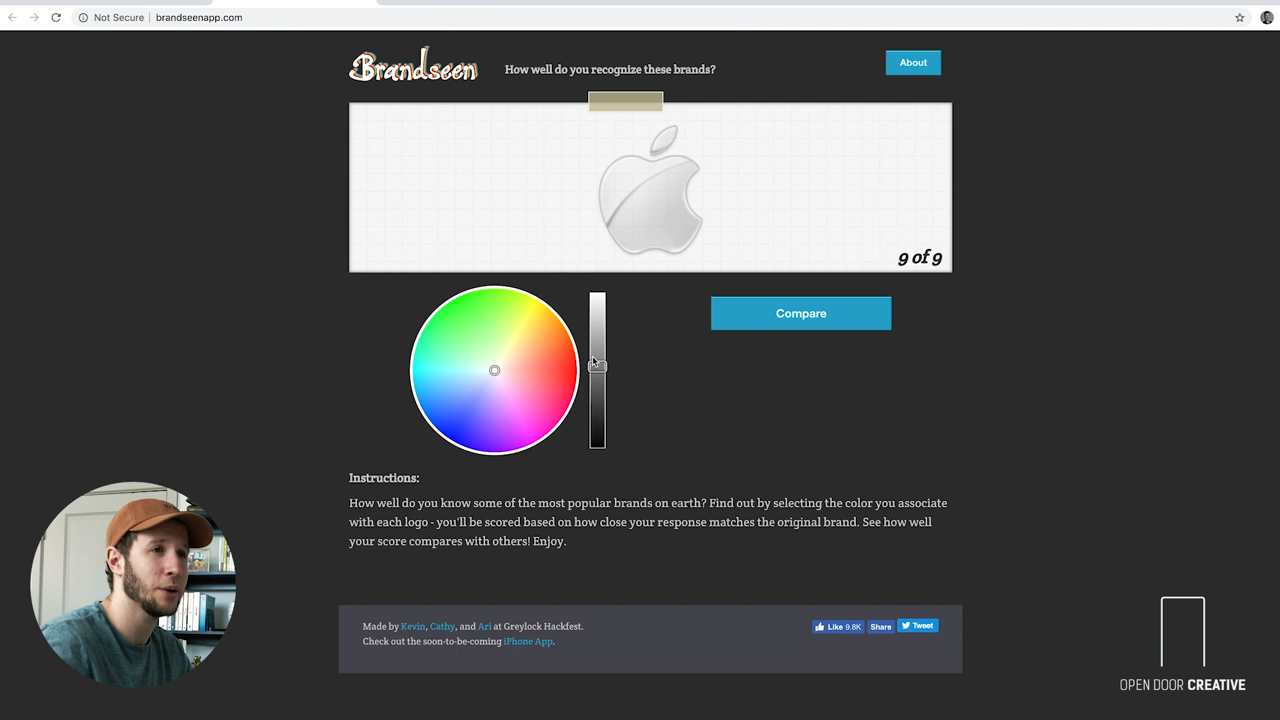 Not Secure
brandseenapp.com
Brandseen
How well do you recognize these brands?
About
9 of 9
Compare
Instructions:
How well do you know some of the most popular brands on earth? Find out by selecting the color you associate
with each logo - you'll be scored based on how close your response matches the original brand. See how well
your score compares with others! Enjoy.
Made by Kevin, Cathy, and Ari at Greylock Hackfest.
Check out the soon-to-be-coming iPhone App.
Like 9.8K
Share
Tweet
OPEN DOOR CREATIVE